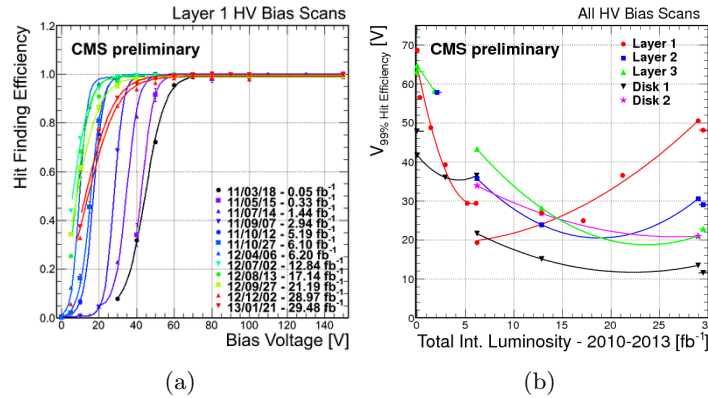 Layer 1 HV Bias Scans
CMS preliminary
Hit Finding Efficiency
1.2
1.0
0.8
0.6
0.4
0.2
0.0
11/03/18 - 0.05 fb⁻¹
11/05/15 - 0.33 fb⁻¹
11/07/14 - 1.44 fb⁻¹
11/09/07 - 2.94 fb⁻¹
11/10/12 - 5.19 fb⁻¹
11/10/27 - 6.10 fb⁻¹
12/04/06 - 6.20 fb⁻¹
12/07/02 - 12.84 fb⁻¹
12/08/13 - 17.14 fb⁻¹
12/09/27 - 21.19 fb⁻¹
12/12/02 - 28.97 fb⁻¹
13/01/21 - 29.48 fb⁻¹
0 20 40 60 80 100 120 140
Bias Voltage [V]
(a)
All HV Bias Scans
CMS preliminary
Layer 1
Layer 2
Layer 3
Disk 1
Disk 2
V99% Hit Efficiency [V]
70
60
50
40
30
20
10
0
0 5 10 15 20 25 30
Total Int. Luminosity - 2010-2013 [fb⁻¹]
(b)